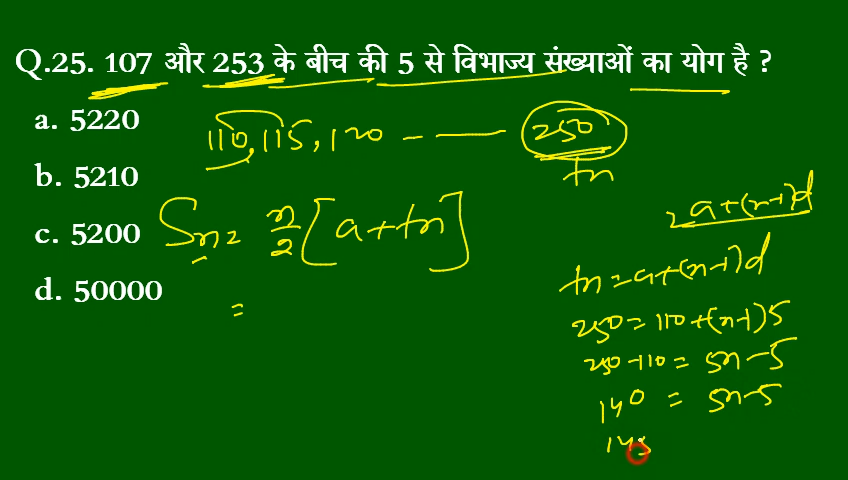 Q.25. 107 और 253 के बीच की 5 से विभाज्य संख्याओं का योग है ?
a. 5220
110, 115, 120 - — 250
tn
b. 5210
a+(n-1)d
c. 5200
Sn = n/2 [a+tn]
=
d. 50000
tn = a+(n-1)d
250 = 110+(n-1)5
250-110 = 5n-5
140 = 5n-5
145